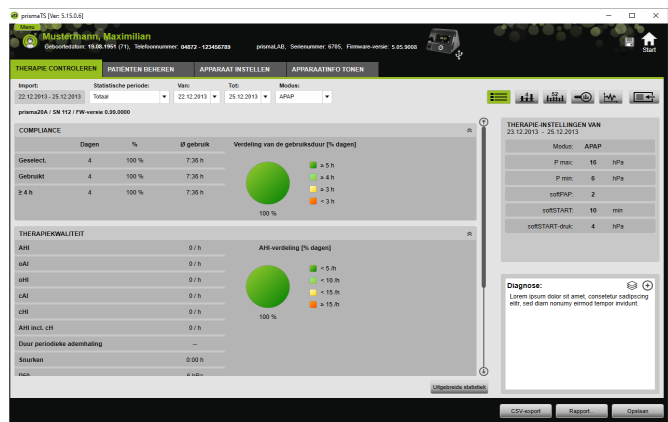 prismaTS [Ver: 5.15.0.6]
Menu
Mustermann, Maximilian
Geboortedatum: 19.08.1951 (71), Telefoonnummer: 04872 - 123456789 prismaLAB, Serienummer: 6705, Firmware-versie: 5.05.9008
Start
THERAPIE CONTROLEREN PATIËNTEN BEHEREN APPARAAT INSTELLEN APPARAATINFO TONEN
Import: Statistische periode: Van: Tot: Modus:
22.12.2013 - 25.12.2013 Totaal 22.12.2013 25.12.2013 APAP
prisma20A / SN 112 / FW-versie 0.99.0000
COMPLIANCE
Dagen % Ø gebruik Verdeling van de gebruiksduur [% dagen]
Geselect. 4 100 % 7:36 h
Gebruikt 4 100 % 7:36 h
≥ 4 h 4 100 % 7:36 h
≥ 5 h
≥ 4 h
≥ 3 h
< 3 h
100 %
THERAPIEKWALITEIT
AHI 0 / h AHI-verdeling [% dagen]
oAI 0 / h
oHI 0 / h
cAI 0 / h
cHI 0 / h
AHI incl. cH 0 / h
Duur periodieke ademhaling –
Snurken 0:00 h
< 5 /h
< 10 /h
< 15 /h
≥ 15 /h
100 %
Uitgebreide statistiek
THERAPIE-INSTELLINGEN VAN
23.12.2013 - 25.12.2013
Modus: APAP
P max: 16 hPa
P min: 6 hPa
softPAP: 2
softSTART: 10 min
softSTART-druk: 4 hPa
Diagnose:
Lorem ipsum dolor sit amet, consetetur sadipscing
elitr, sed diam nonumy eirmod tempor invidunt.
CSV-export Rapport... Opslaan